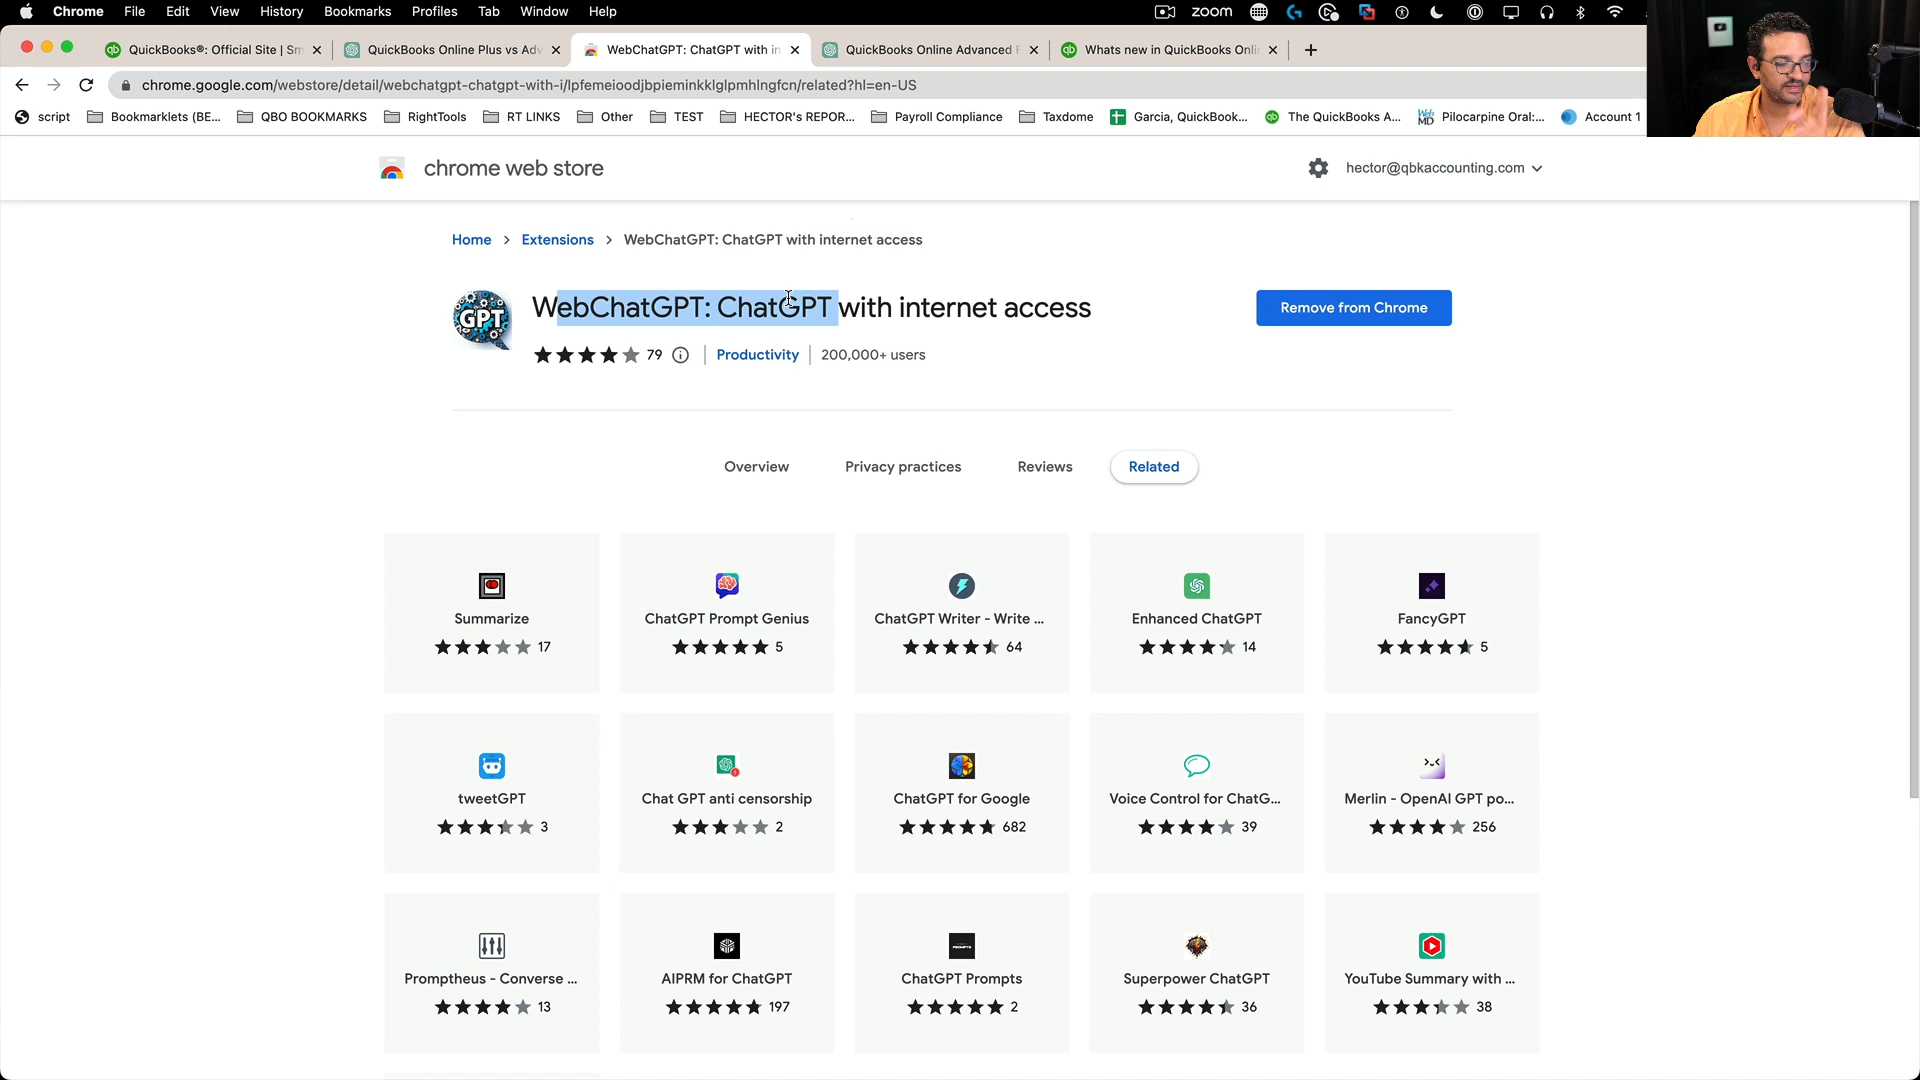 Chrome File Edit View History Bookmarks Profiles Tab Window Help zoom
QuickBooks®: Official Site | Sm
QuickBooks Online Plus vs Adv
WebChatGPT: ChatGPT with in
QuickBooks Online Advanced F
Whats new in QuickBooks Onli
chrome.google.com/webstore/detail/webchatgpt-chatgpt-with-i/lpfemeioodjbpieminkklglpmhlngfcn/related?hl=en-US
script Bookmarklets (BE... QBO BOOKMARKS RightTools RT LINKS Other TEST HECTOR's REPOR... Payroll Compliance Taxdome Garcia, QuickBook... The QuickBooks A... Pilocarpine Oral:... Account 1
chrome web store
hector@qbkaccounting.com
Home > Extensions > WebChatGPT: ChatGPT with internet access
GPT
WebChatGPT: ChatGPT with internet access
Remove from Chrome
79 | Productivity | 200,000+ users
Overview Privacy practices Reviews Related
Summarize
17
ChatGPT Prompt Genius
5
ChatGPT Writer - Write ...
64
Enhanced ChatGPT
14
FancyGPT
5
tweetGPT
3
Chat GPT anti censorship
2
ChatGPT for Google
682
Voice Control for ChatG...
39
Merlin - OpenAI GPT po...
256
Promptheus - Converse ...
13
AIPRM for ChatGPT
197
ChatGPT Prompts
2
Superpower ChatGPT
36
YouTube Summary with ...
38